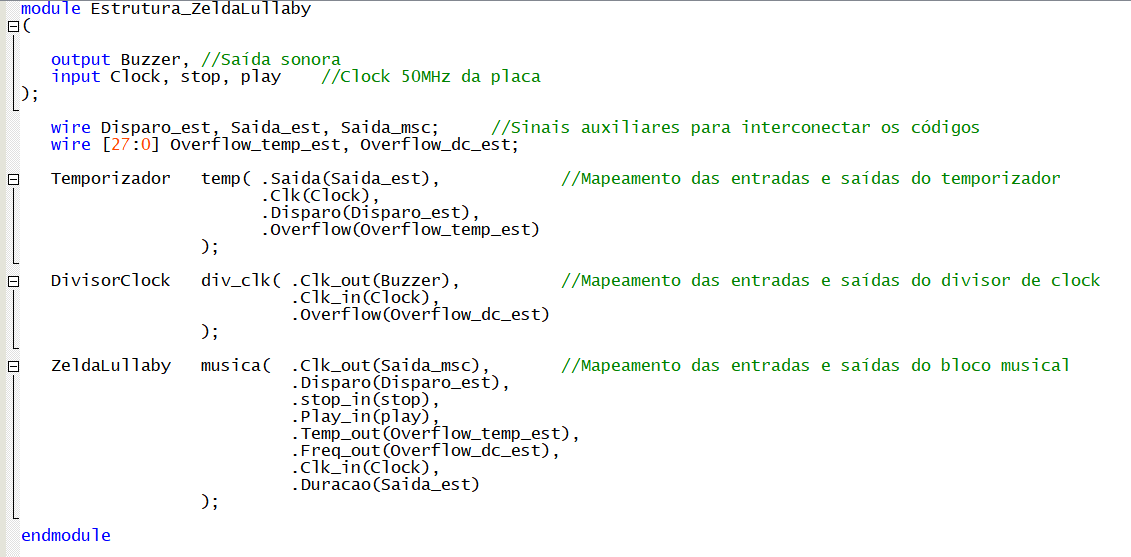 module Estrutura_ZeldaLullaby
(
output Buzzer, //Saída sonora
input Clock, stop, play //Clock 50MHz da placa
);
wire Disparo_est, Saida_est, Saida_msc; //Sinais auxiliares para interconectar os códigos
wire [27:0] Overflow_temp_est, Overflow_dc_est;
Temporizador temp( .Saida(Saida_est), //Mapeamento das entradas e saídas do temporizador
.Clk(Clock),
.Disparo(Disparo_est),
.Overflow(Overflow_temp_est)
);
DivisorClock div_clk( .Clk_out(Buzzer), //Mapeamento das entradas e saídas do divisor de clock
.Clk_in(Clock),
.Overflow(Overflow_dc_est)
);
ZeldaLullaby musica( .Clk_out(Saida_msc), //Mapeamento das entradas e saídas do bloco musical
.Disparo(Disparo_est),
.stop_in(stop),
.Play_in(play),
.Temp_out(Overflow_temp_est),
.Freq_out(Overflow_dc_est),
.Clk_in(Clock),
.Duracao(Saida_est)
);
endmodule